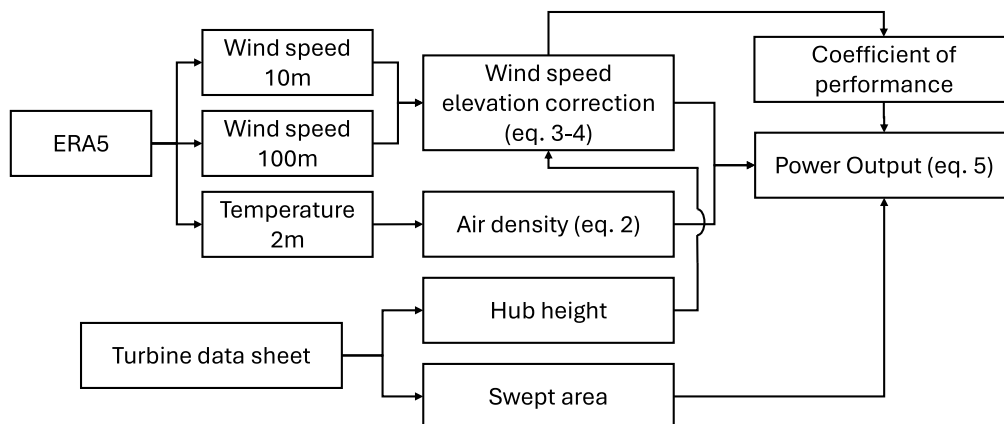 ERA5
Wind speed
10m
Wind speed
100m
Temperature
2m
Wind speed
elevation correction
(eq. 3-4)
Air density (eq. 2)
Coefficient of
performance
Power Output (eq. 5)
Turbine data sheet
Hub height
Swept area